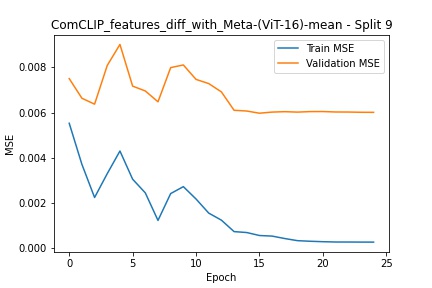 ComCLIP_features_diff_with_Meta-(ViT-16)-mean - Split 9
Train MSE
Validation MSE
0.008
0.006
0.004
0.002
0.000
MSE
0 5 10 15 20 25
Epoch